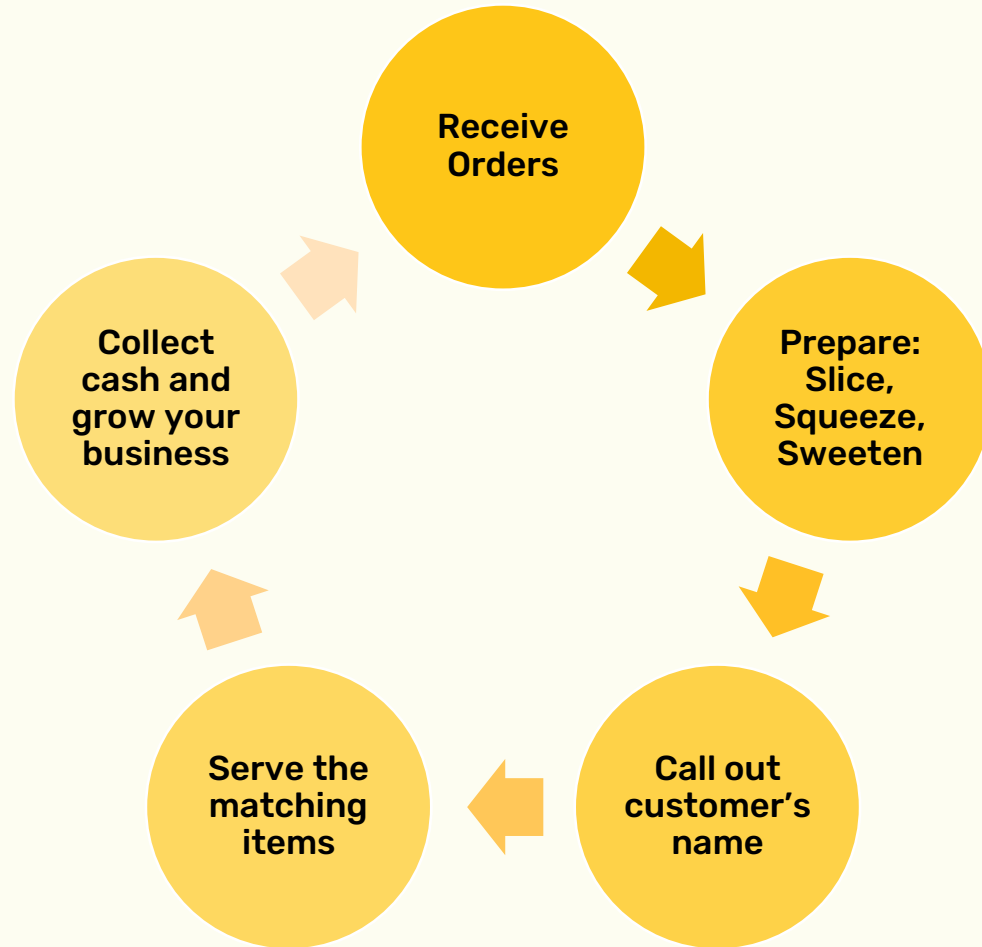 Receive
Orders
Prepare:
Slice,
Squeeze,
Sweeten
Call out
customer’s
name
Serve the
matching
items
Collect
cash and
grow your
business